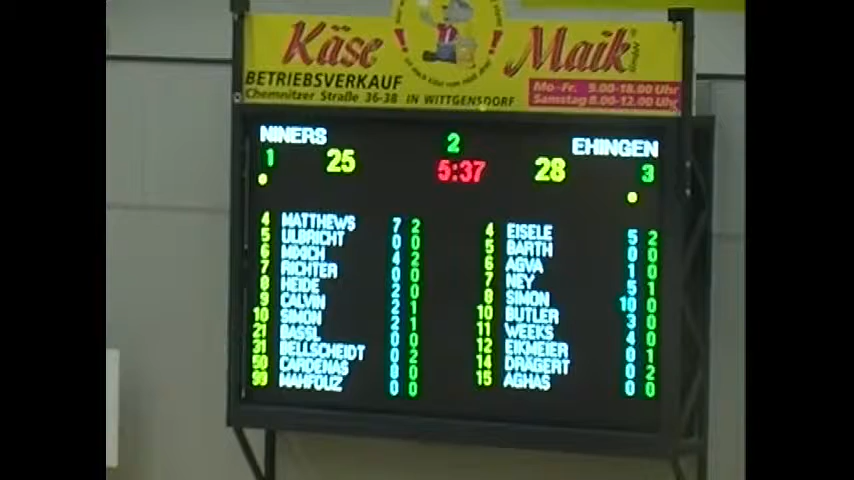 Käse Maik
BETRIEBSVERKAUF
Chemnitzer Straße 36-38 IN WITTGENSDORF
Mo-Fr. 9.00-18.00 Uhr
Samstag 8.00-12.00 Uhr
NINERS 2 EHINGEN
1 25 5:37 28 3
4 MATTHEWS 7 2 4 EISELE 5 2
5 ULBRICHT 0 0 5 BARTH 0 0
6 MIXICH 4 2 6 AGVA 1 0
7 RICHTER 0 0 7 NEY 5 1
8 HEIDE 2 0 8 SIMON 10 0
9 CALVIN 2 1 10 BUTLER 3 0
10 SIMON 2 1 11 WEEKS 4 0
21 BASSL 0 0 12 EIKMEIER 0 1
31 BELLSCHEIDT 0 2 14 DRÄGERT 0 2
50 CARDENAS 8 0 15 AGHAS 0 0
99 MAHFOUZ 0 0